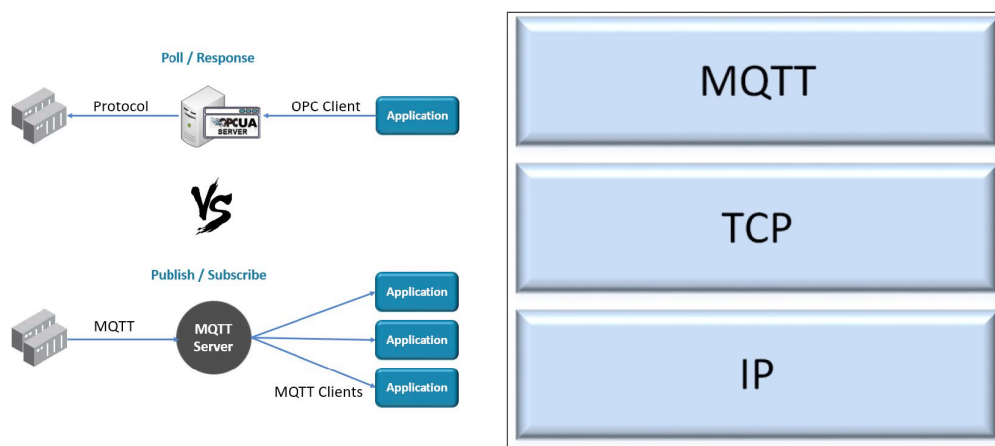 Poll / Response
Protocol
OPC Client
Application
OPCUA
SERVER
VS
Publish / Subscribe
MQTT
MQTT
Server
Application
Application
Application
MQTT Clients
MQTT
TCP
IP